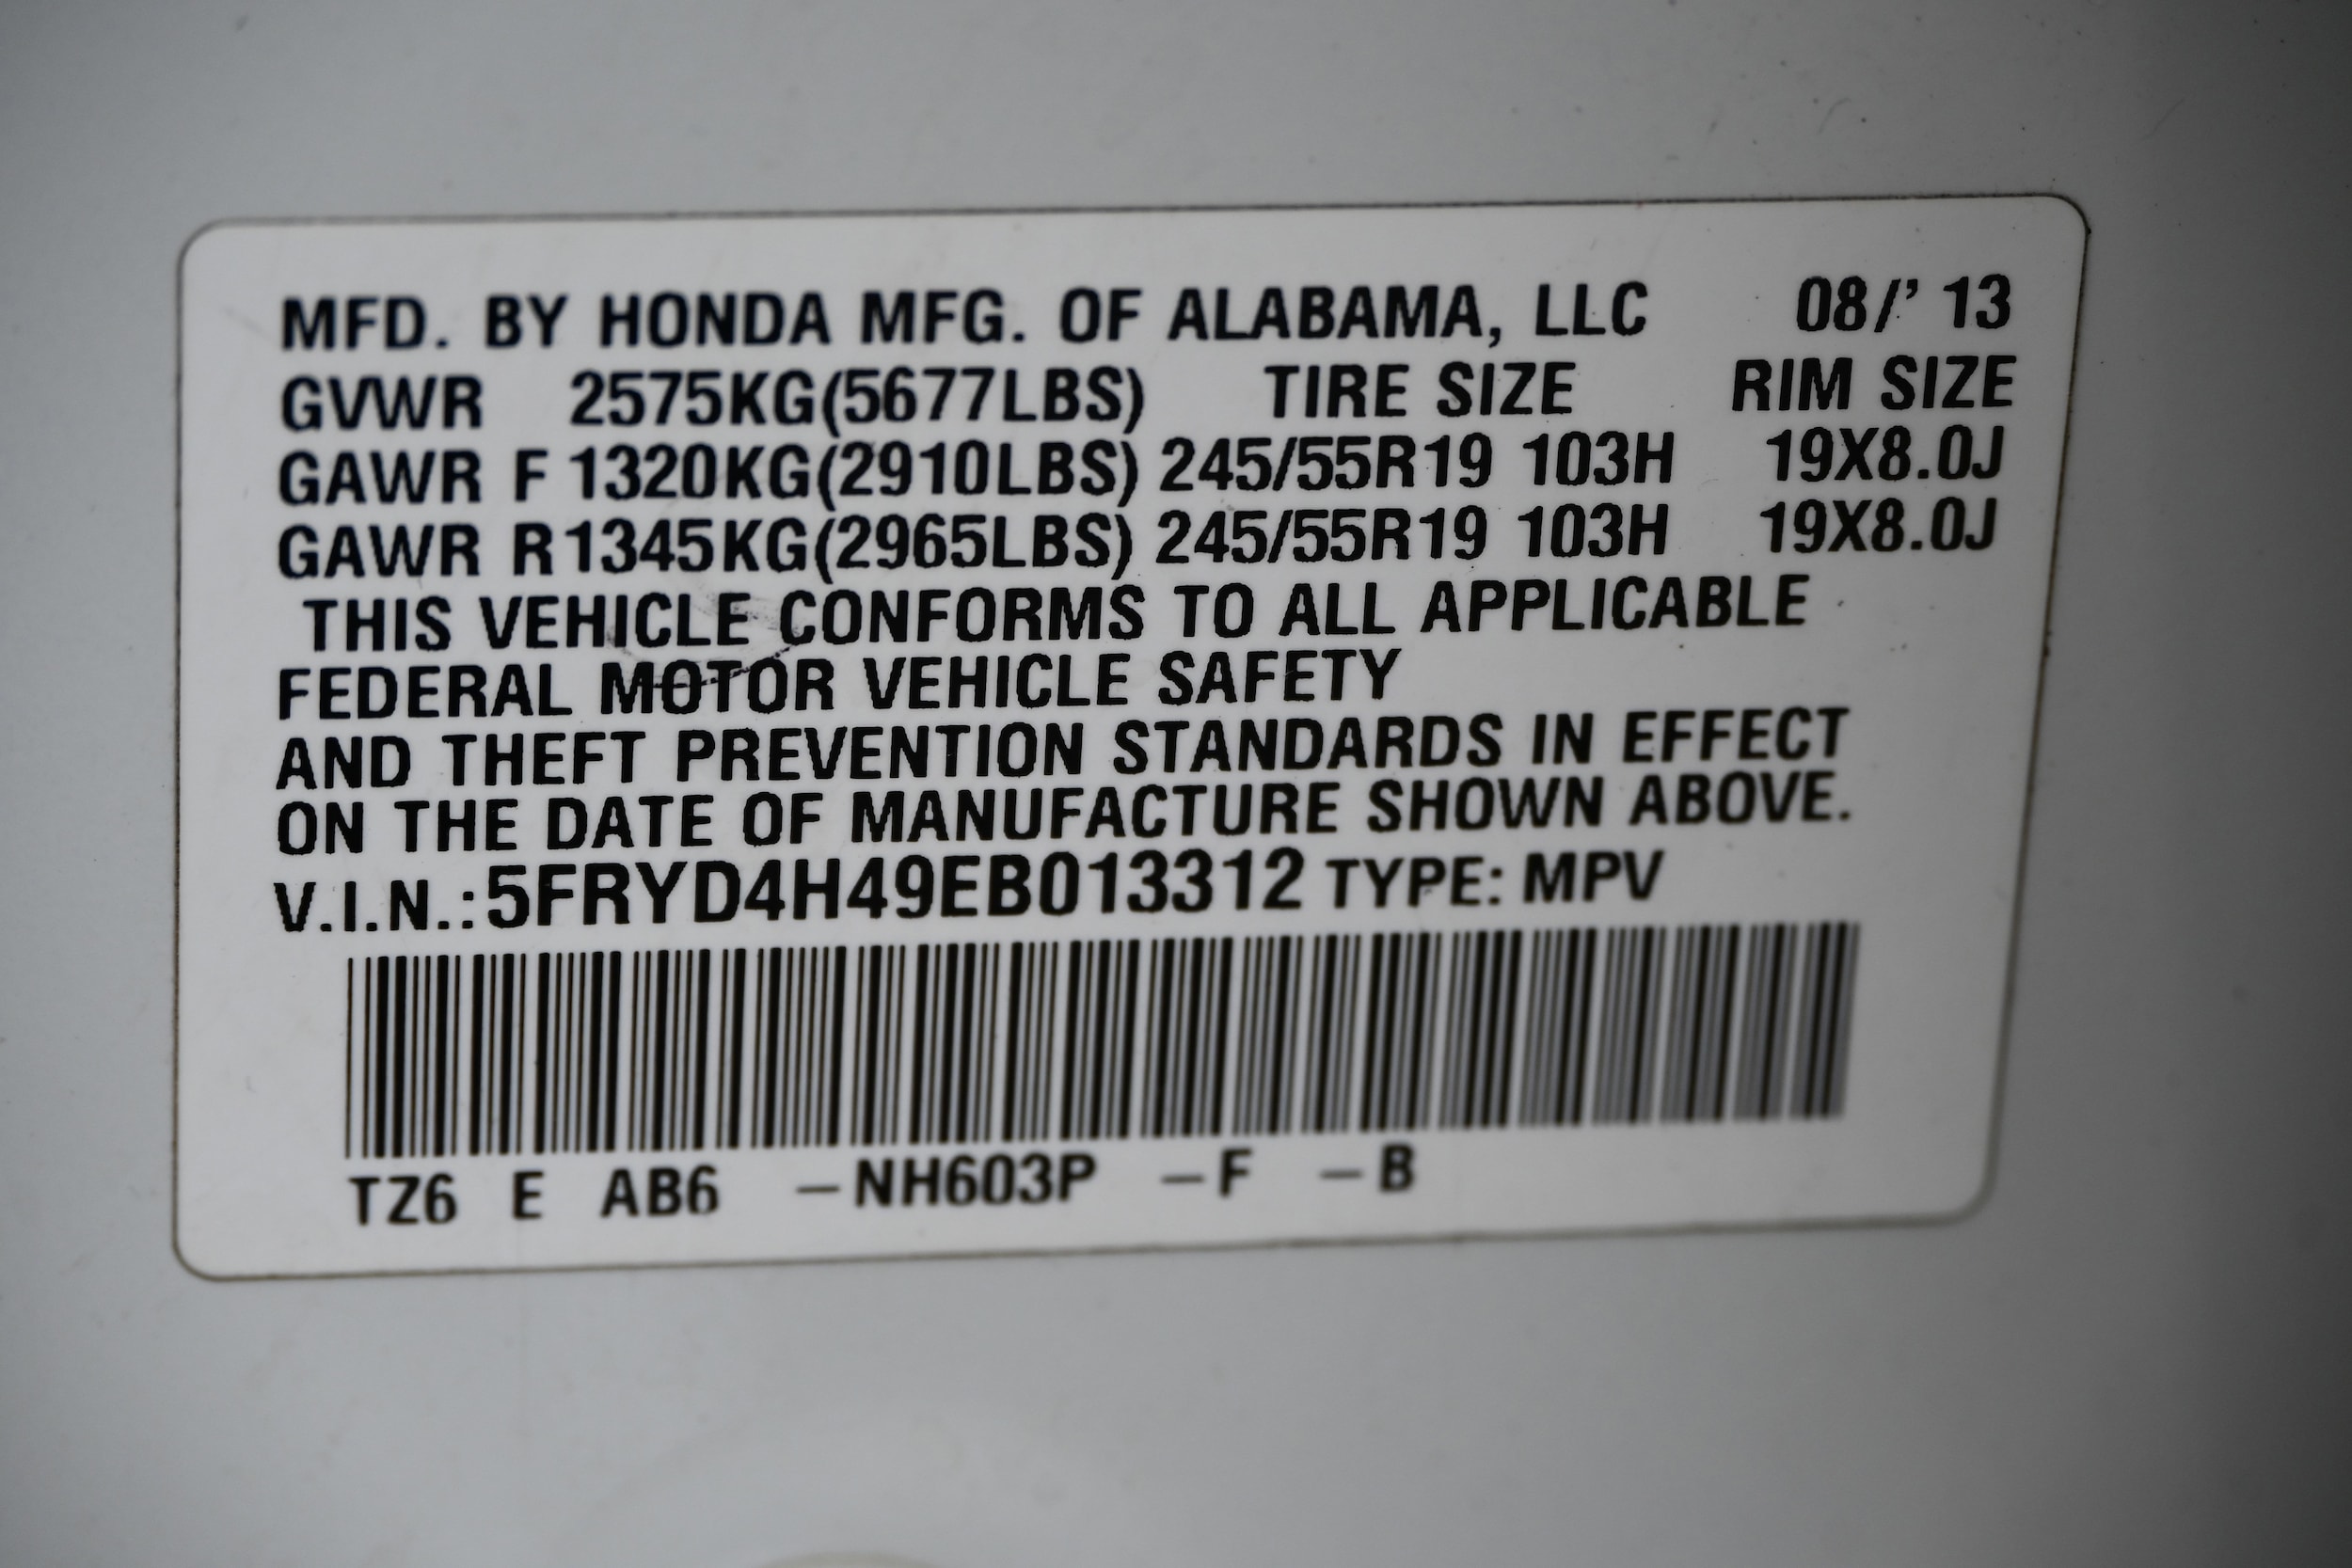 MFD. BY HONDA MFG. OF ALABAMA, LLC 08/' 13
GVWR 2575KG(5677LBS) TIRE SIZE RIM SIZE
GAWR F 1320KG(2910LBS) 245/55R19 103H 19X8.0J
GAWR R 1345KG(2965LBS) 245/55R19 103H 19X8.0J
THIS VEHICLE CONFORMS TO ALL APPLICABLE
FEDERAL MOTOR VEHICLE SAFETY
AND THEFT PREVENTION STANDARDS IN EFFECT
ON THE DATE OF MANUFACTURE SHOWN ABOVE.
V.I.N.:5FRYD4H49EB013312 TYPE: MPV
TZ6 E AB6 -NH603P -F -B